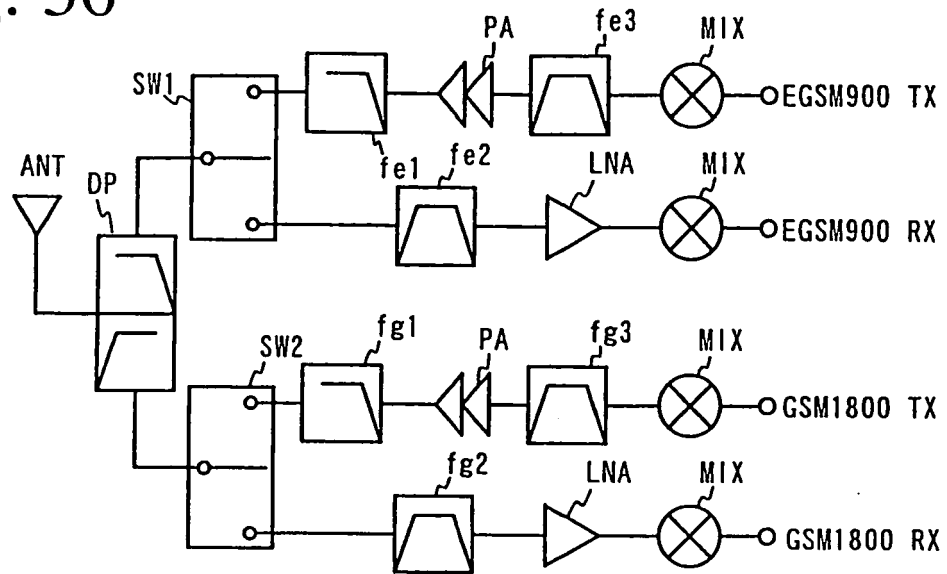 . 36
PA
fe3
MIX
SW1
EGSM900 TX
ANT
DP
fe1
fe2
LNA
MIX
EGSM900 RX
SW2
fg1
PA
fg3
MIX
GSM1800 TX
fg2
LNA
MIX
GSM1800 RX